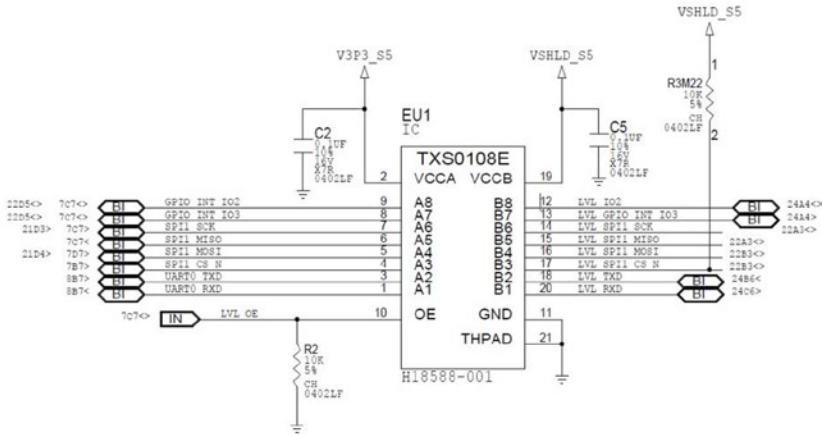 VSHLD_S5
V3P3_S5 VSHLD_S5
1
R3M22
10K
5%
CH
0402LF
2
EU1
IC
C2
0.1UF
10%
16V
X7R
0402LF
C5
0.1UF
10%
16V
X7R
0402LF
TXS0108E
2 VCCA VCCB 19
22D5<> 7C7<> BI GPIO INT IO2 9 A8 B8 12 LVL IO2 BI 24A4<>
22D5<> 7C7<> BI GPIO INT IO3 8 A7 B7 13 LVL GPIO INT IO3 BI 24A4>
21D3> 7C7> BI SPI1 SCK 7 A6 B6 14 LVL SPI1 SCK 22A3<>
7C7< BI SPI1 MISO 6 A5 B5 15 LVL SPI1 MISO 22A3<>
21D4> 7D7> BI SPI1 MOSI 5 A4 B4 16 LVL SPI1 MOSI 22B3<>
7B7> BI SPI1 CS N 4 A3 B3 17 LVL SPI1 CS N 22B3<>
8B7> BI UART0 TXD 3 A2 B2 18 LVL TXD BI 24B6<
8B7< BI UART0 RXD 1 A1 B1 20 LVL RXD BI 24C6>
7C7<> IN LVL OE 10 OE GND 11
THPAD 21
R2
10K
5%
CH
0402LF
H18588-001